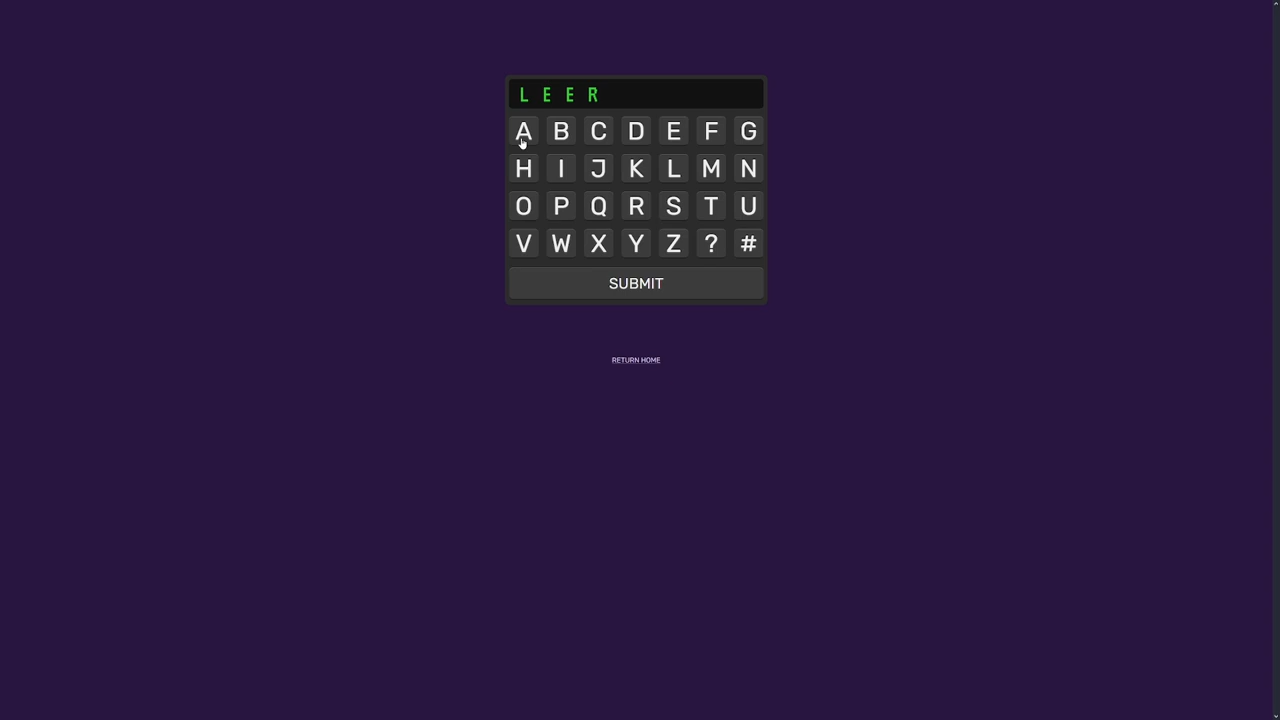 L E E R
A B C D E F G
H I J K L M N
O P Q R S T U
V W X Y Z ? #
SUBMIT
RETURN HOME